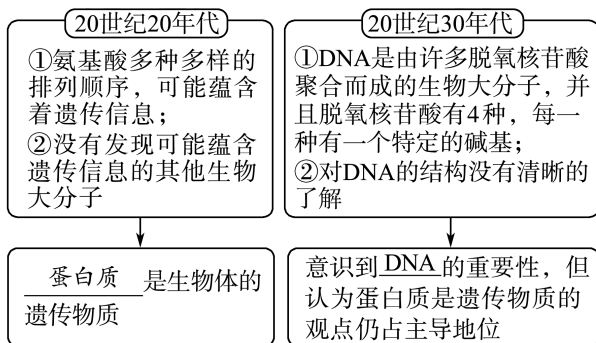 20世纪20年代
①氨基酸多种多样的
排列顺序，可能蕴含
着遗传信息；
②没有发现可能蕴含
遗传信息的其他生物
大分子
蛋白质是生物体的
遗传物质
20世纪30年代
①DNA是由许多脱氧核苷酸
聚合而成的生物大分子，并
且脱氧核苷酸有4种，每一
种有一个特定的碱基；
②对DNA的结构没有清晰的
了解
意识到DNA的重要性，但
认为蛋白质是遗传物质的
观点仍占主导地位